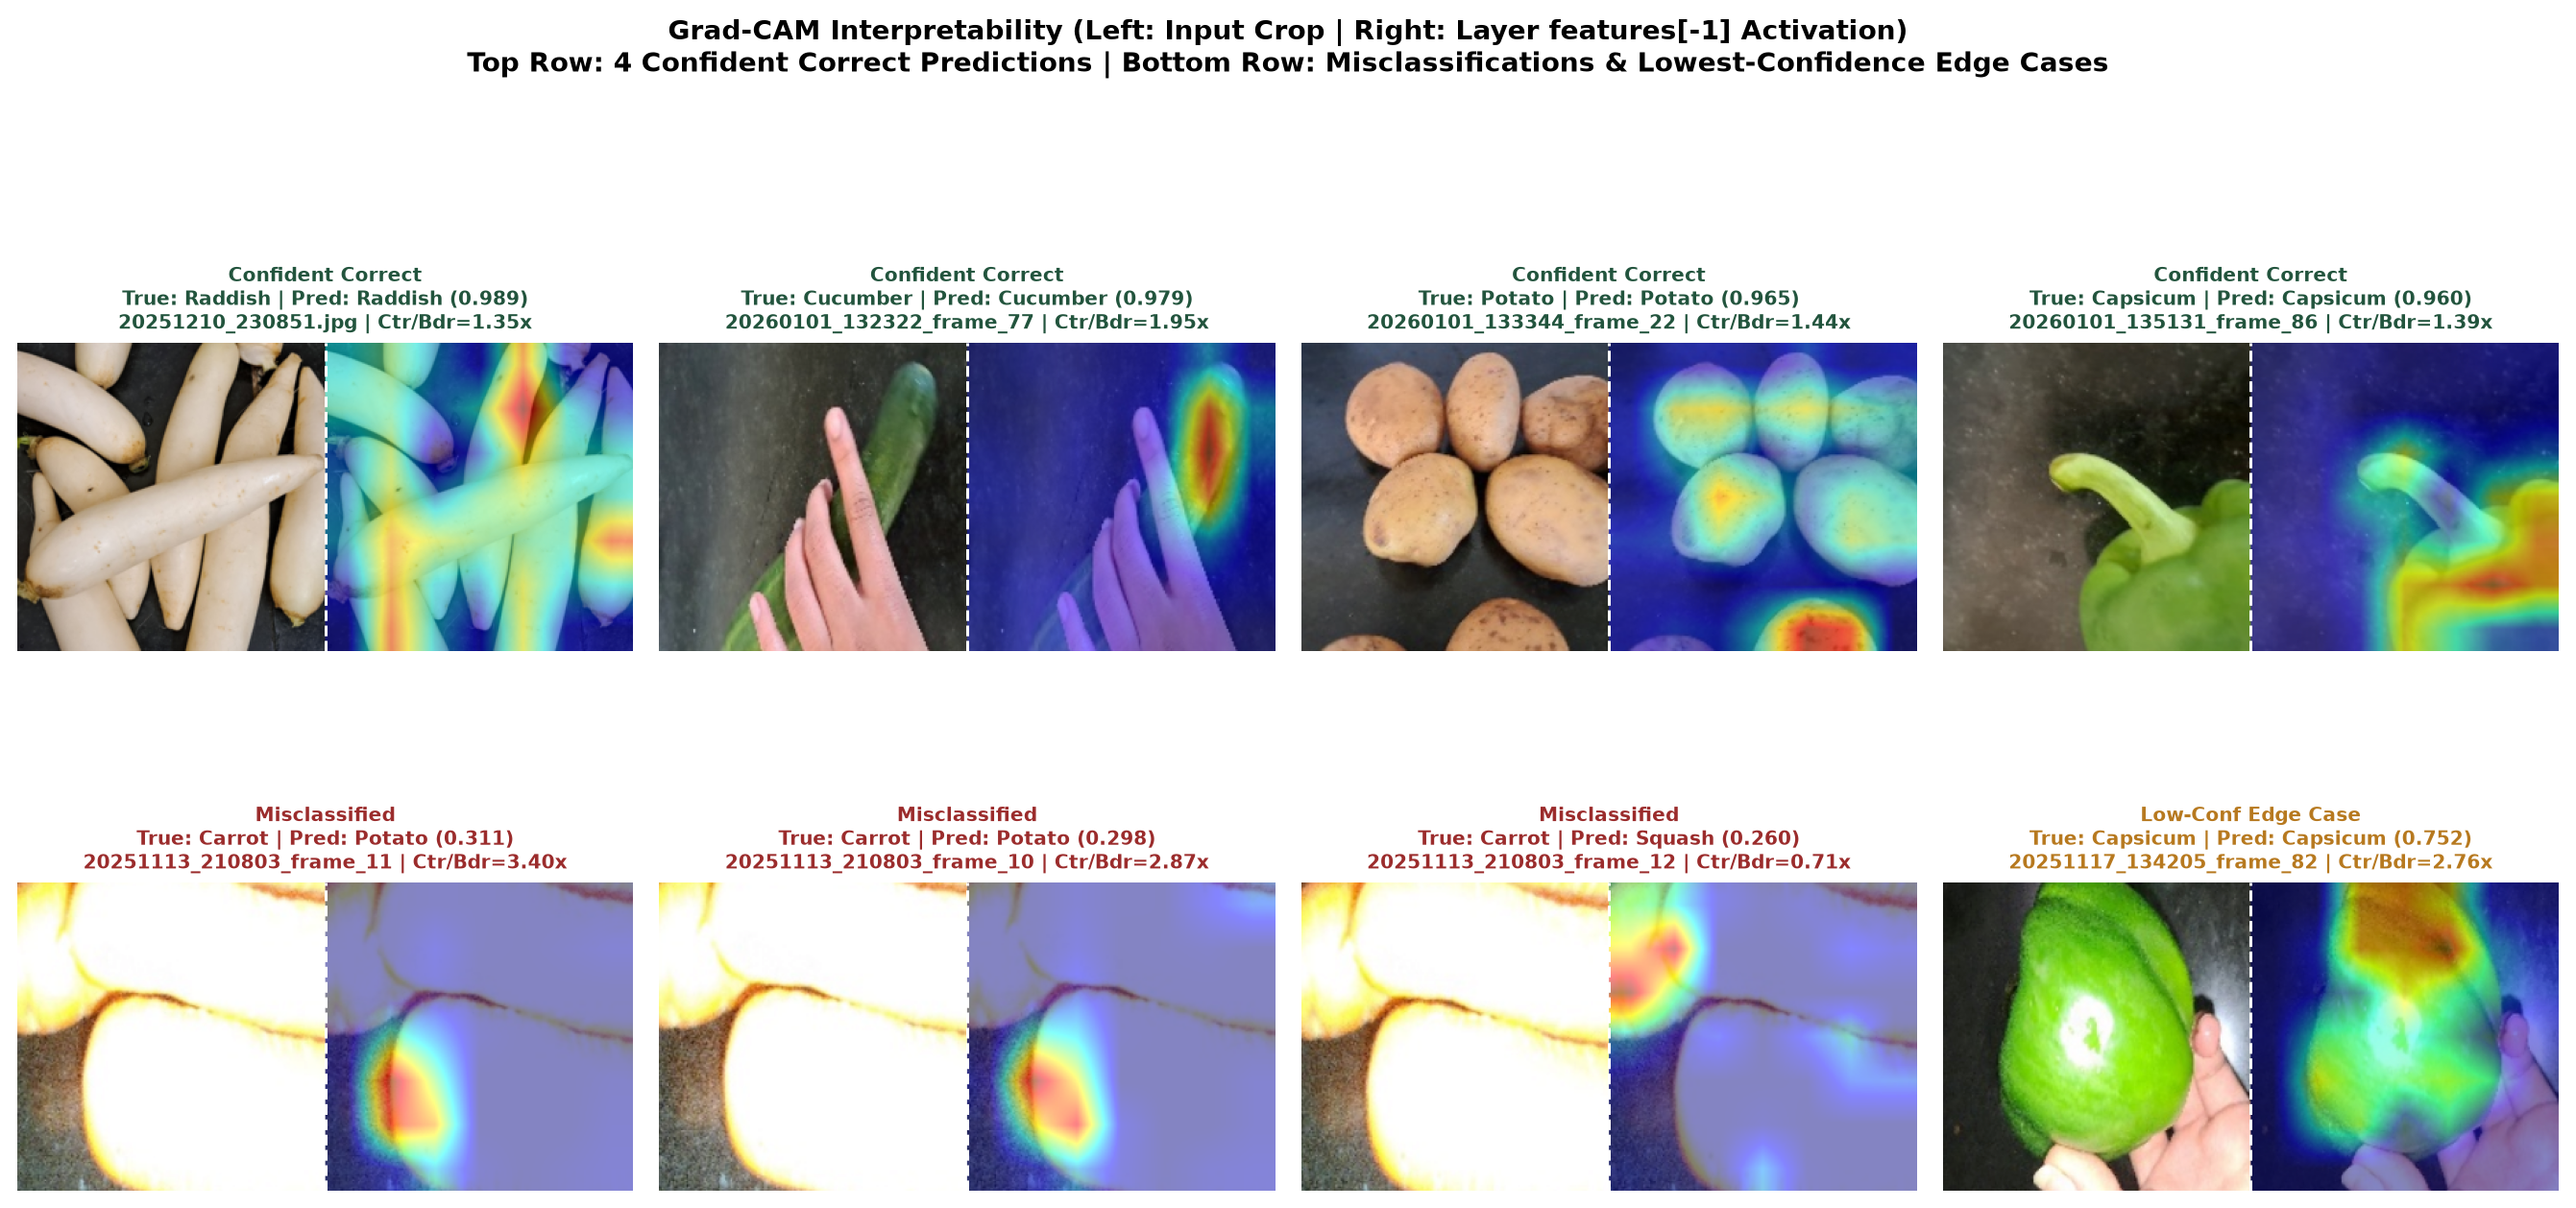 Grad-CAM Interpretability (Left: Input Crop | Right: Layer features[-1] Activation)
Top Row: 4 Confident Correct Predictions | Bottom Row: Misclassifications & Lowest-Confidence Edge Cases
Confident Correct
True: Raddish | Pred: Raddish (0.989)
20251210_230851.jpg | Ctr/Bdr=1.35x
Confident Correct
True: Cucumber | Pred: Cucumber (0.979)
20260101_132322_frame_77 | Ctr/Bdr=1.95x
Confident Correct
True: Potato | Pred: Potato (0.965)
20260101_133344_frame_22 | Ctr/Bdr=1.44x
Confident Correct
True: Capsicum | Pred: Capsicum (0.960)
20260101_135131_frame_86 | Ctr/Bdr=1.39x
Misclassified
True: Carrot | Pred: Potato (0.311)
20251113_210803_frame_11 | Ctr/Bdr=3.40x
Misclassified
True: Carrot | Pred: Potato (0.298)
20251113_210803_frame_10 | Ctr/Bdr=2.87x
Misclassified
True: Carrot | Pred: Squash (0.260)
20251113_210803_frame_12 | Ctr/Bdr=0.71x
Low-Conf Edge Case
True: Capsicum | Pred: Capsicum (0.752)
20251117_134205_frame_82 | Ctr/Bdr=2.76x